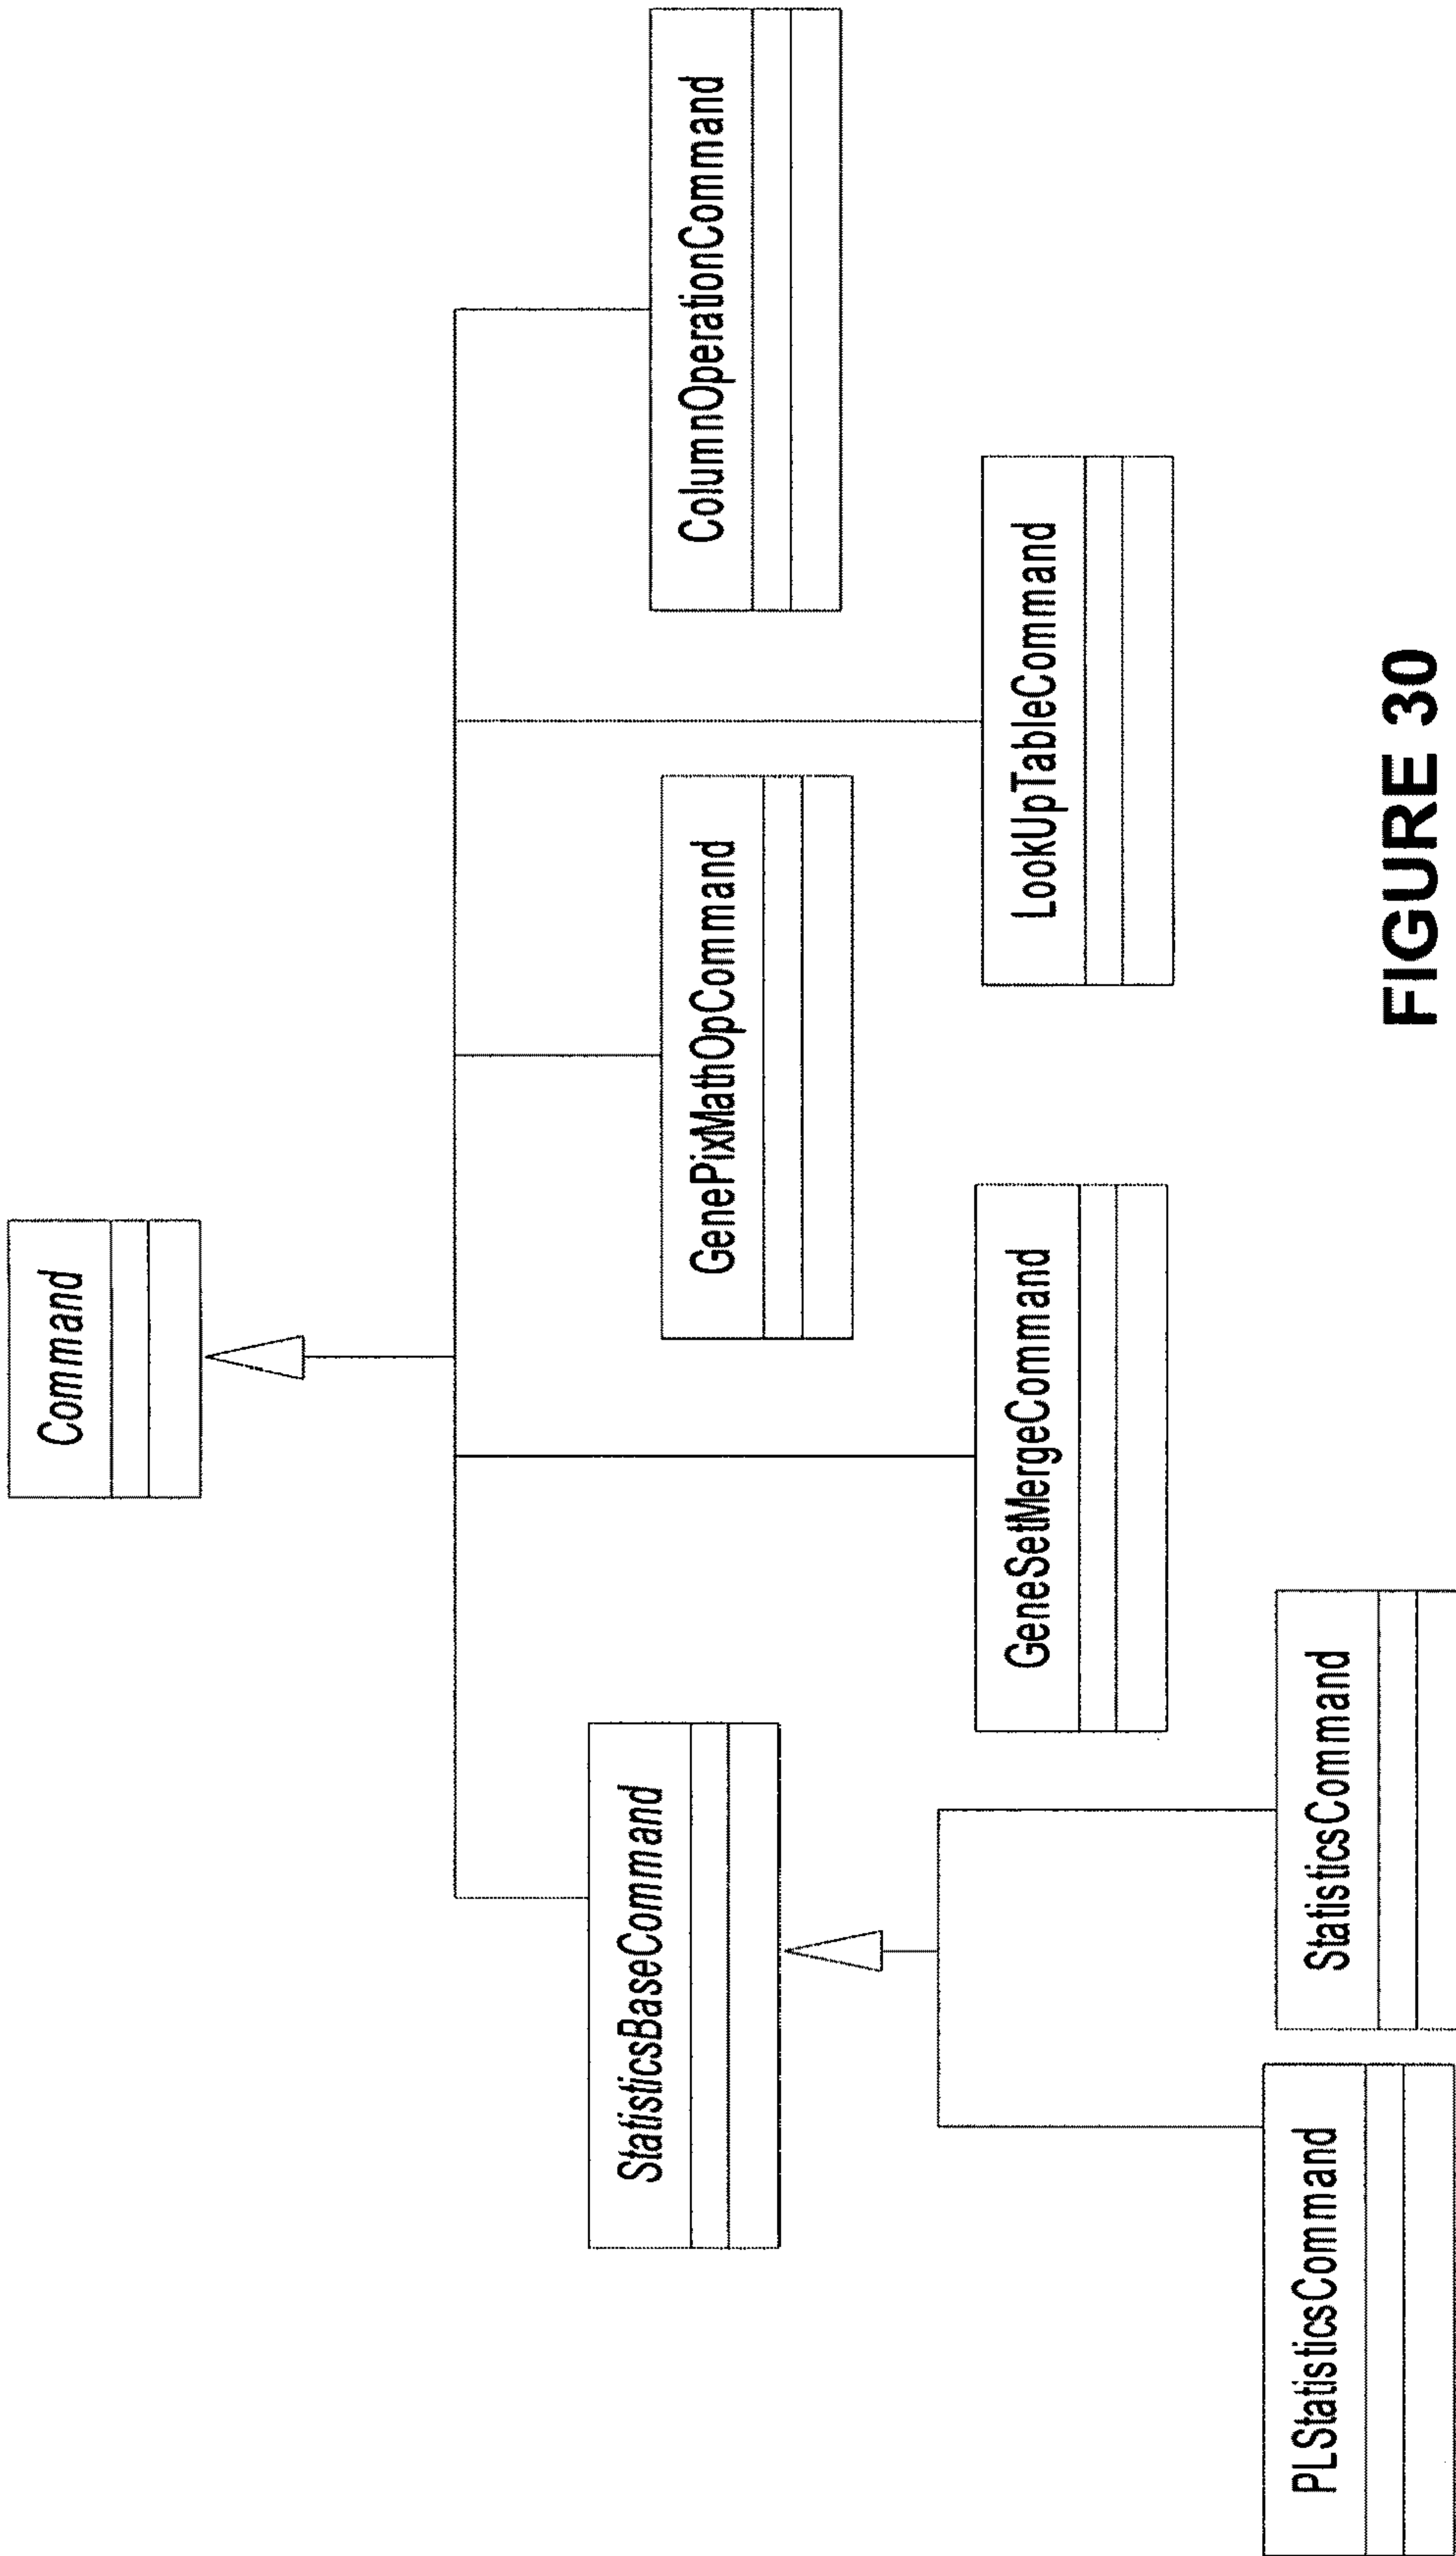 Command
StatisticsBaseCommand
GenePixMathOpCommand
ColumnOperationCommand
GeneSetMergeCommand
LookUpTableCommand
PLStatisticsCommand
StatisticsCommand
FIGURE 30